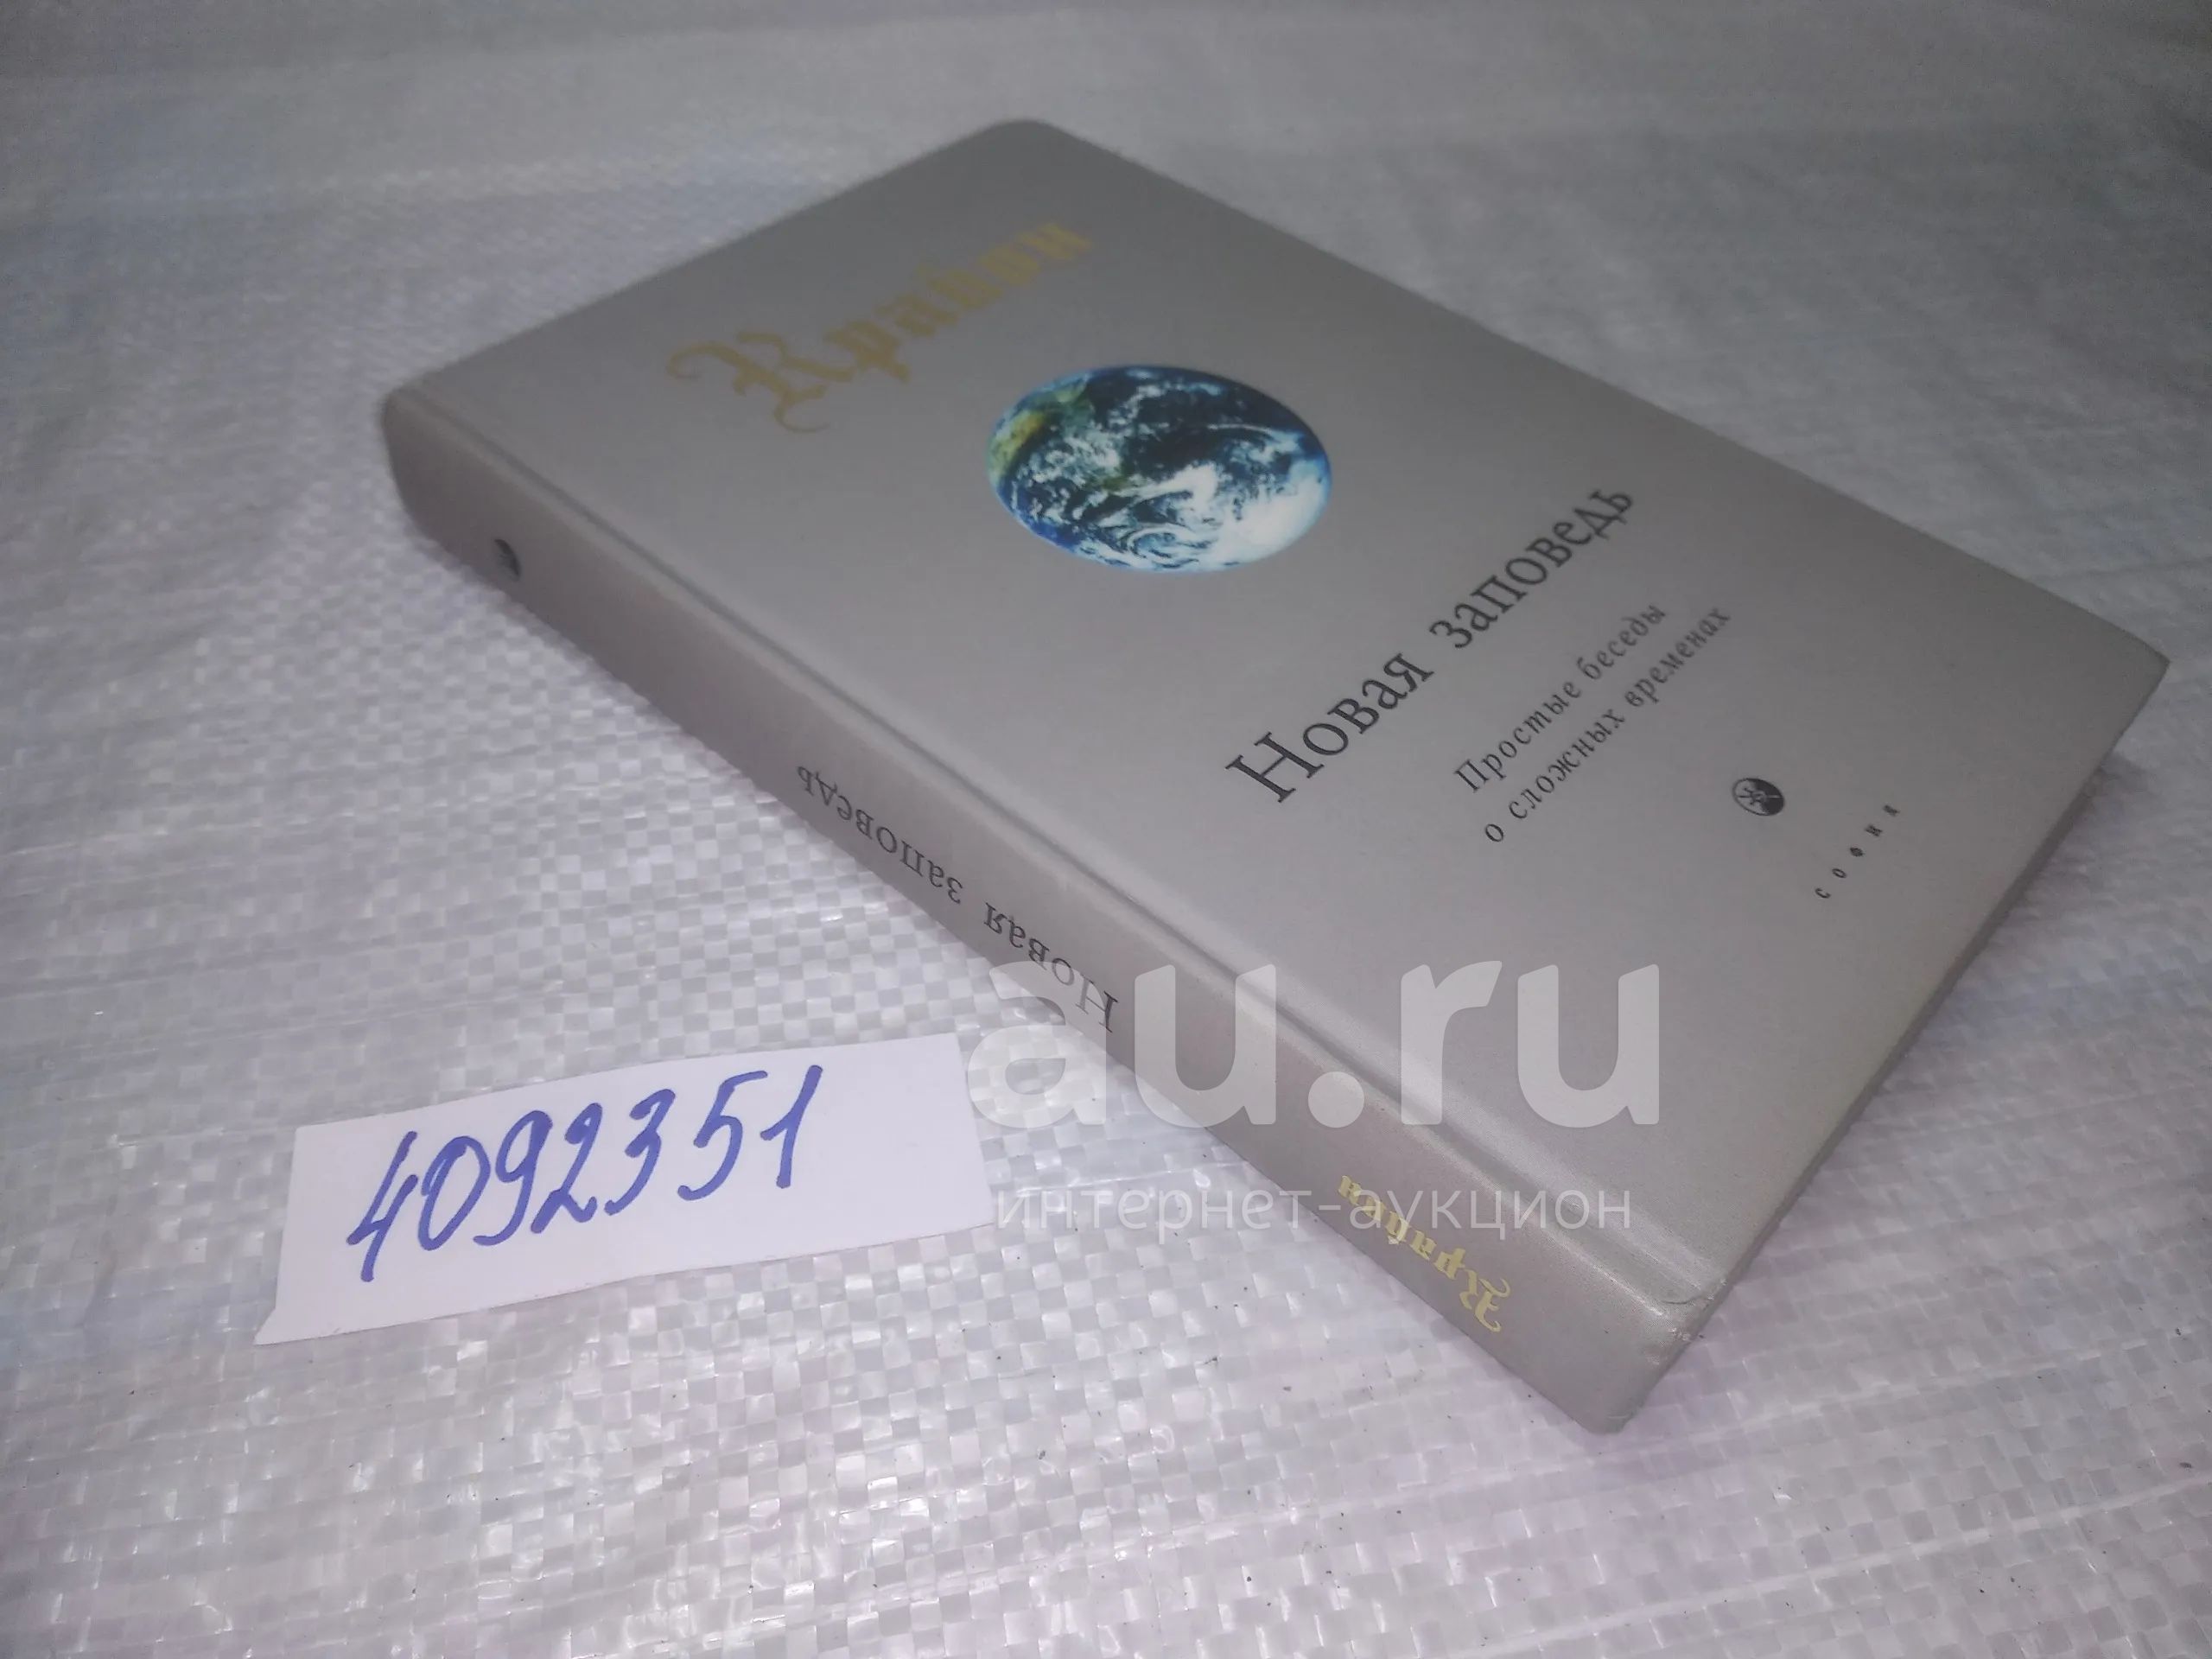 Крайон
Новая заповедь
Простые беседы
о сложных временах
софия
Новая заповедь
Крайон
4092351
au.ru
интернет-аукцион